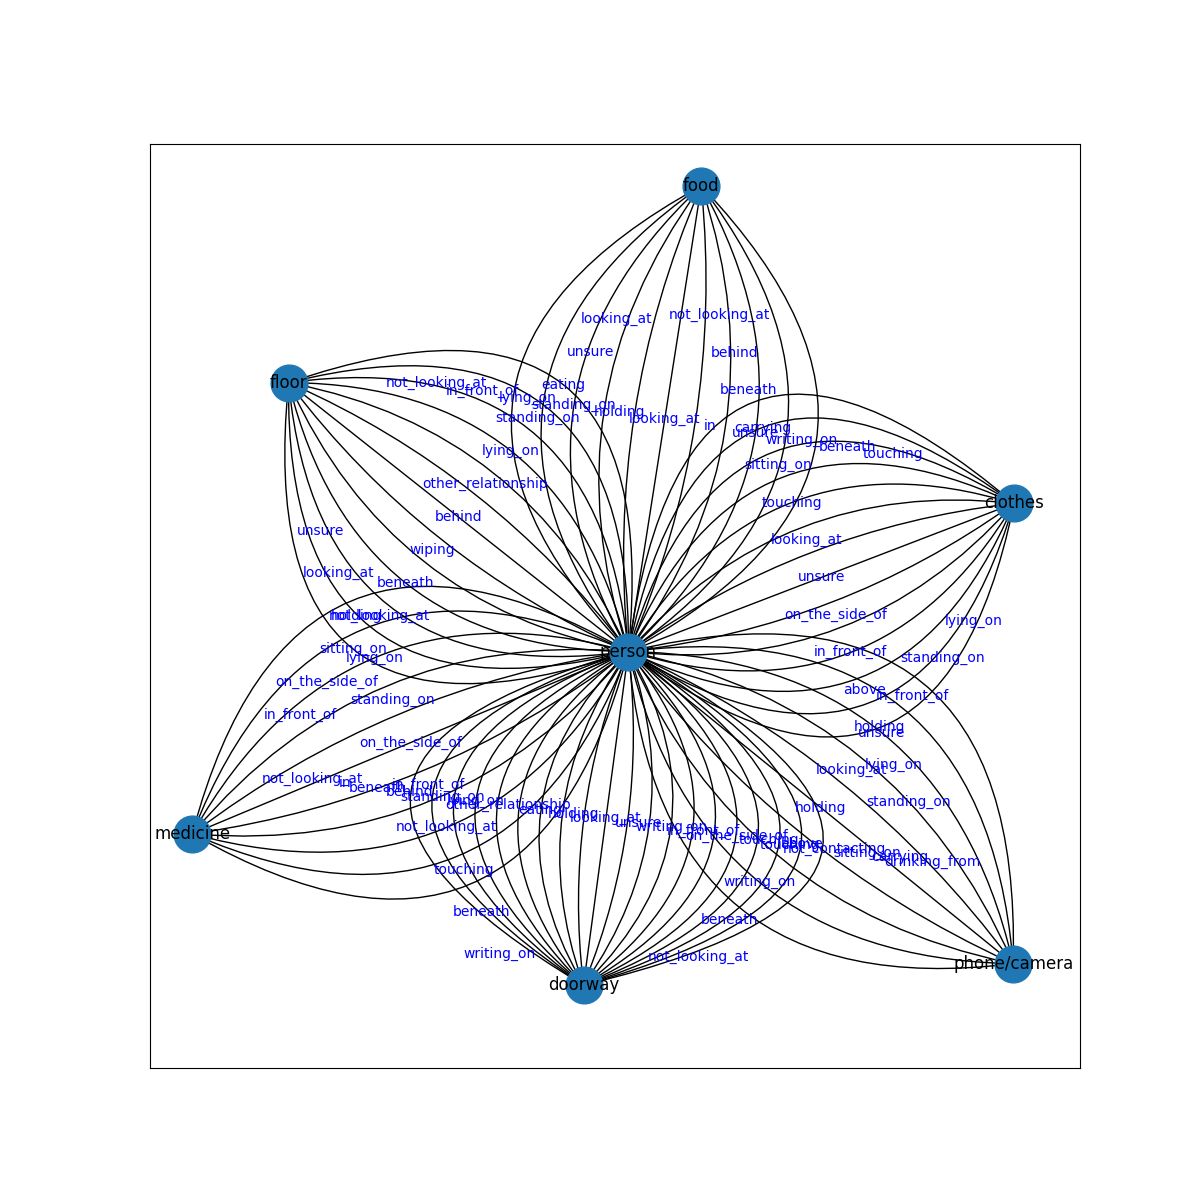 food
looking_at
not_looking_at
unsure
behind
floor
not_looking_at
eating
in_front_of
beneath
lying_on
standing_on
holding
standing_on
looking_at
in
carrying
unsure
writing_on
beneath
touching
lying_on
sitting_on
other_relationship
touching
clothes
behind
unsure
looking_at
wiping
looking_at
unsure
beneath
holding
not_looking_at
on_the_side_of
lying_on
sitting_on
person
in_front_of
lying_on
standing_on
on_the_side_of
above
in_front_of
standing_on
in_front_of
holding
unsure
on_the_side_of
lying_on
looking_at
not_looking_at
in
beneath
in_front_of
behind
standing_on
lying_on
standing_on
other_relationship
eating
holding
holding
looking_at
unsure
writing_on
not_looking_at
in_front_of
on_the_side_of
medicine
touching
touching
above
not_contacting
sitting_on
carrying
drinking_from
touching
writing_on
beneath
beneath
writing_on
not_looking_at
phone/camera
doorway